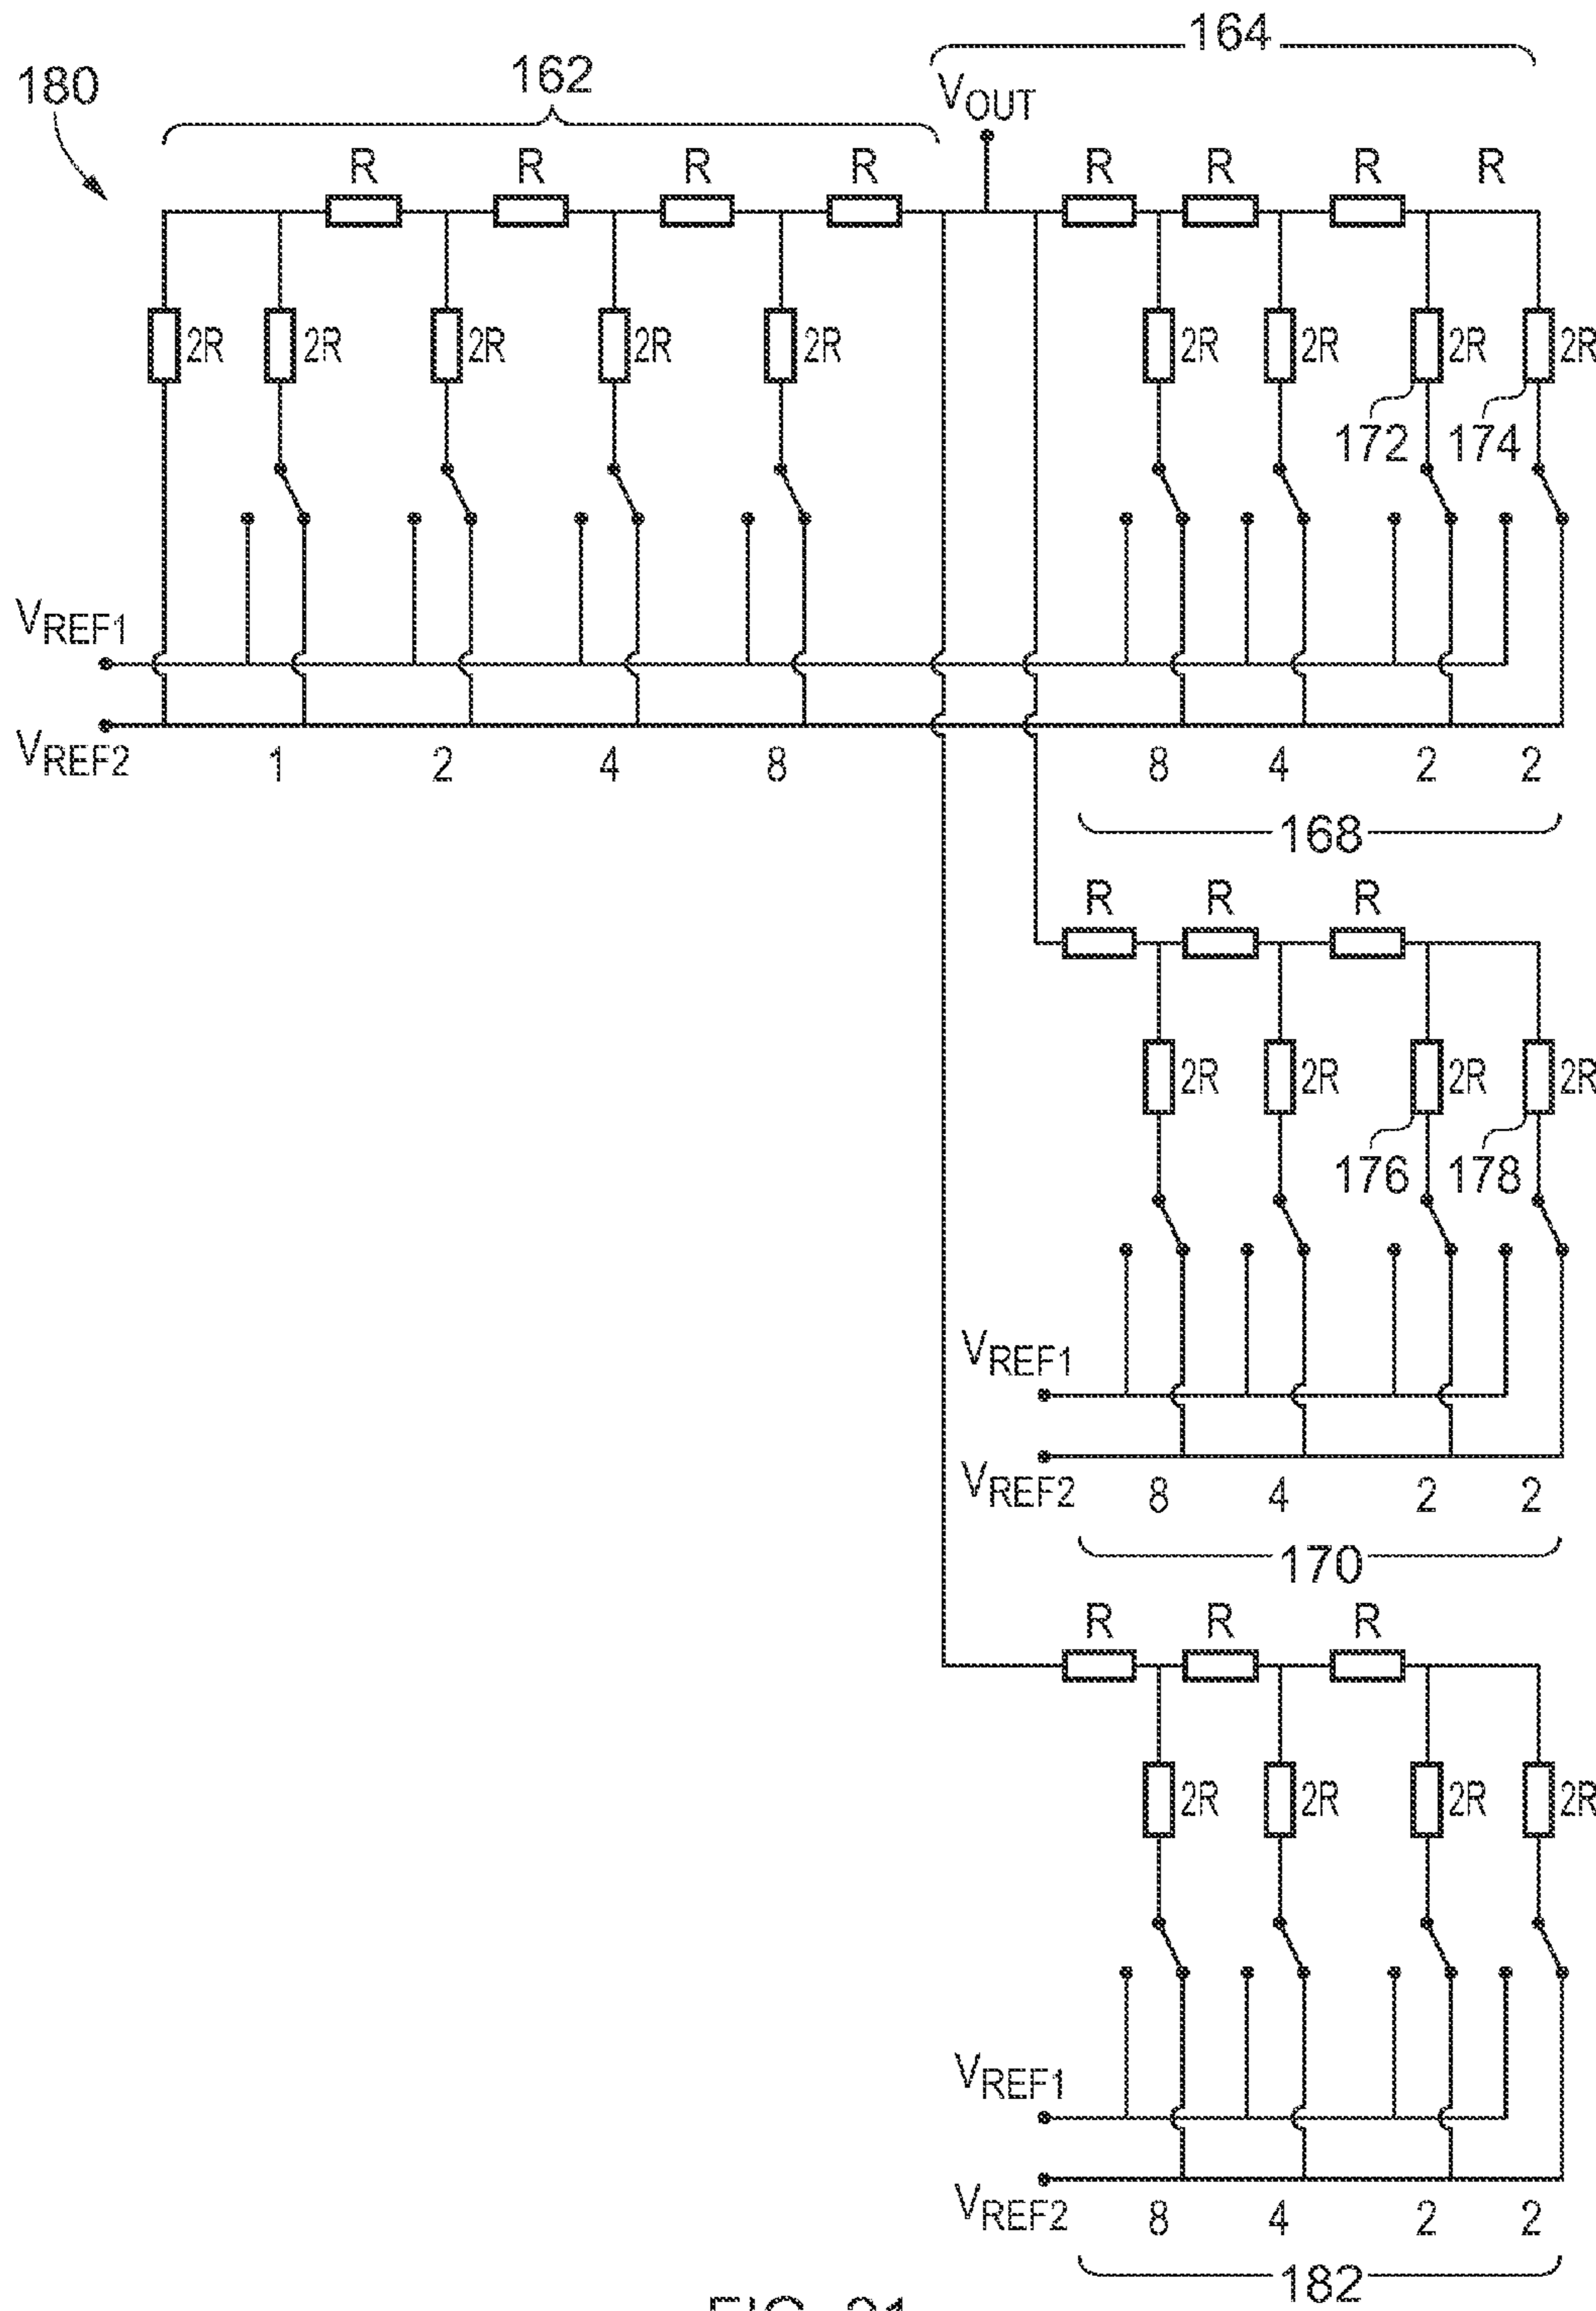 164
162
180
VOUT
R R R R R R R R
2R 2R 2R 2R 2R 2R 2R 2R 2R
172 174
VREF1
VREF2
1 2 4 8 8 4 2 2
168
R R R
2R 2R 2R 2R
176 178
VREF1
VREF2
8 4 2 2
170
R R R
2R 2R 2R 2R
VREF1
VREF2
8 4 2 2
182
FIG. 21